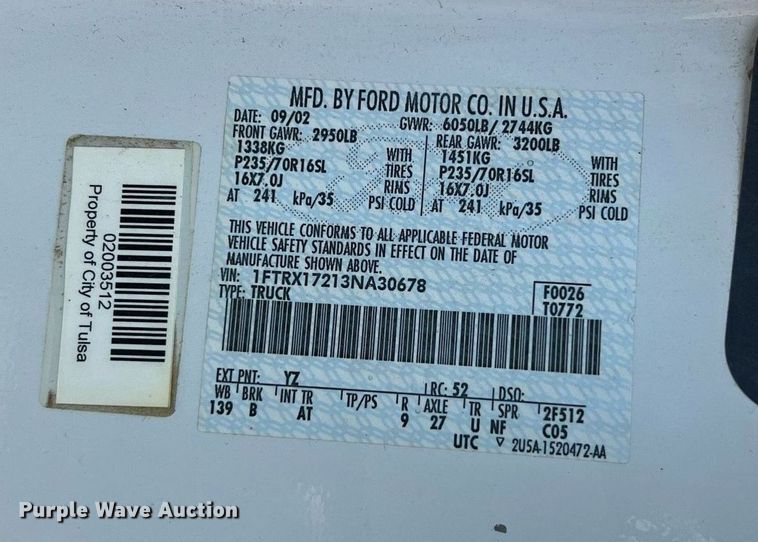 MFD. BY FORD MOTOR CO. IN U.S.A.
DATE: 09/02 GVWR: 6050LB/ 2744KG
FRONT GAWR: 2950LB REAR GAWR: 3200LB
1338KG WITH 1451KG WITH
P235/70R16SL TIRES P235/70R16SL TIRES
16X7.0J RIMS 16X7.0J RIMS
AT 241 kPa/35 PSI COLD AT 241 kPa/35 PSI COLD
THIS VEHICLE CONFORMS TO ALL APPLICABLE FEDERAL MOTOR
VEHICLE SAFETY STANDARDS IN EFFECT ON THE DATE OF
MANUFACTURE SHOWN ABOVE.
VIN: 1FTRX17213NA30678 F0026
TYPE: TRUCK T0772
EXT PNT: YZ RC: 52 DSO:
WB BRK INT TR TP/PS R AXLE TR SPR 2F512
139 B AT 9 27 U NF C05
UTC ▽ 2U5A-1520472-AA
02003512
Property of City of Tulsa
Purple Wave Auction